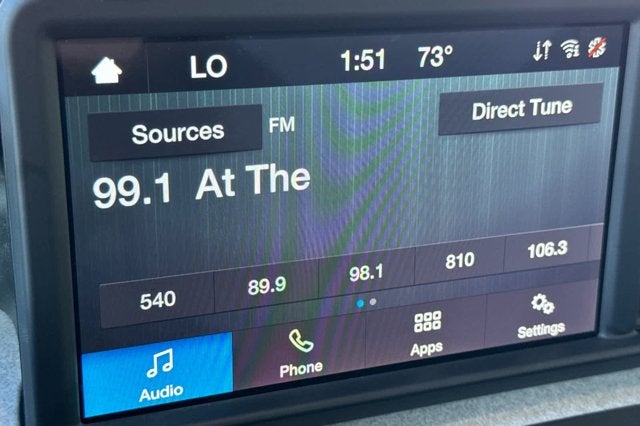 LO 1:51 73°
Sources FM Direct Tune
99.1 At The
540 89.9 98.1 810 106.3
Audio Phone Apps Settings